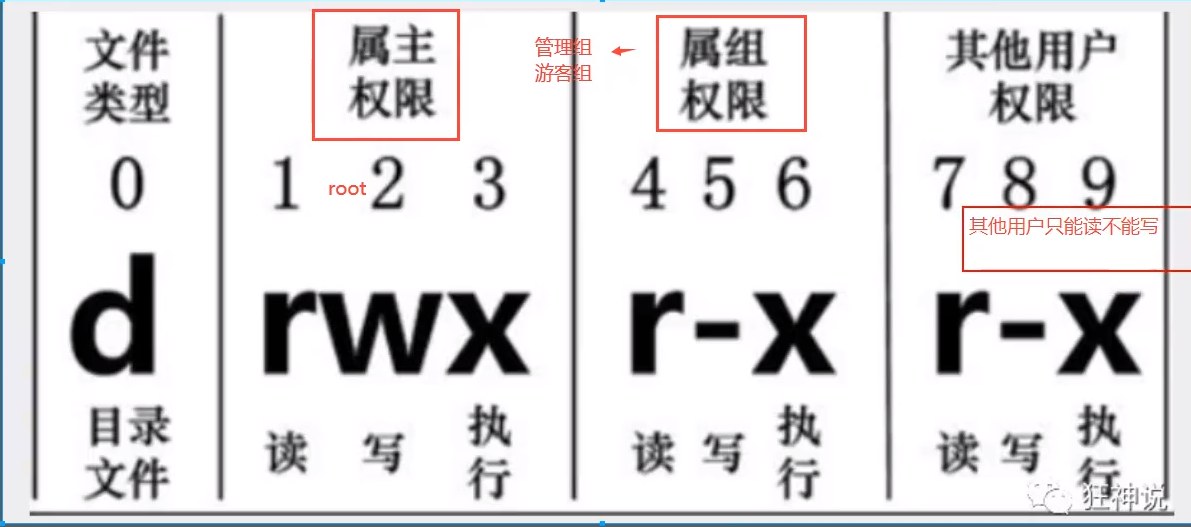 文件
类型
属主
权限
管理组
游客组
属组
权限
其他用户
权限
0
1 root 2 3
4 5 6
7 8 9
其他用户只能读不能写
d rwx r-x r-x
目录
文件
读 写 执行
读 写 执行
读 写 执行
狂神说